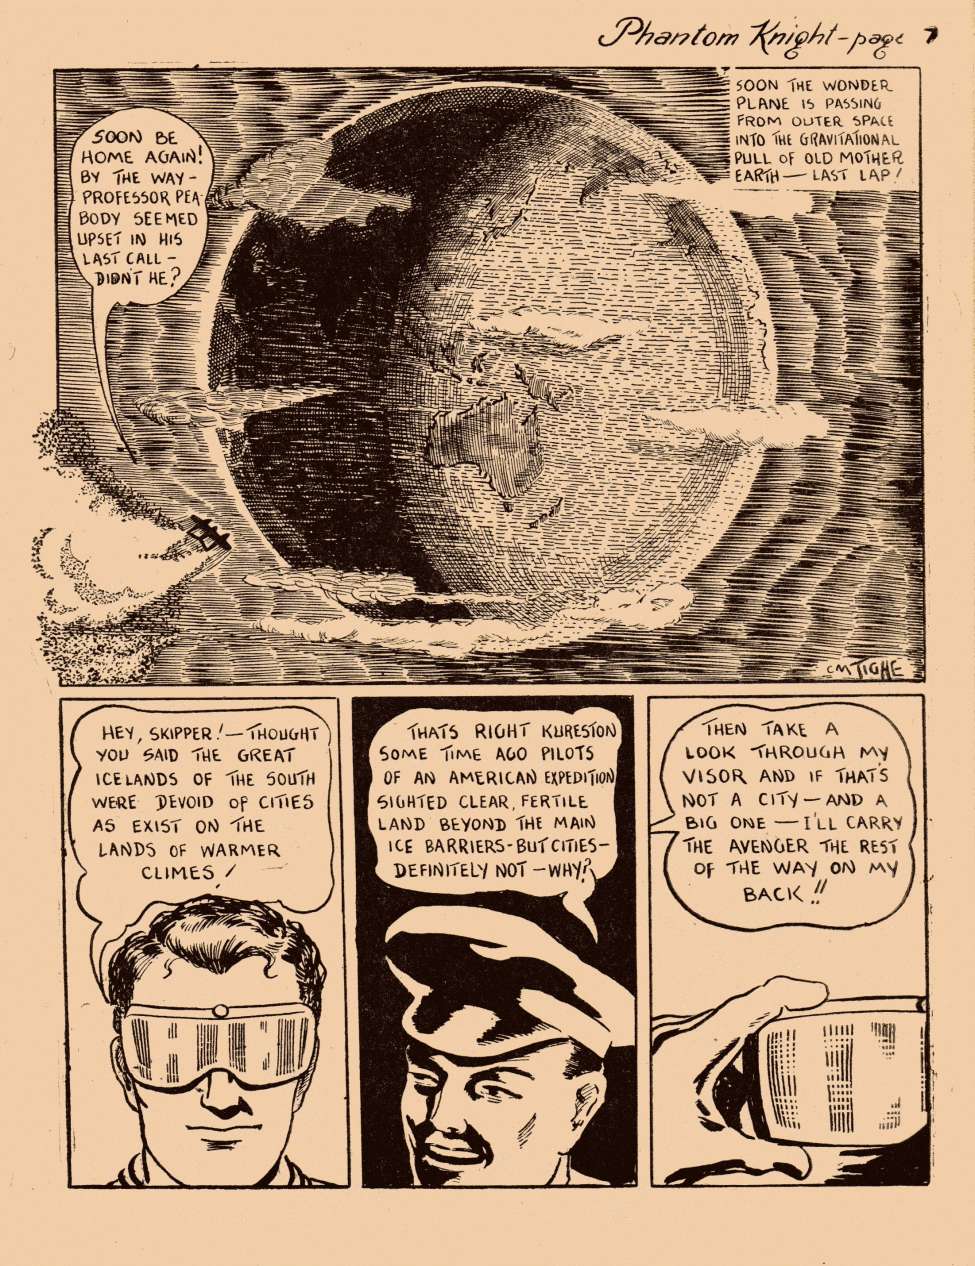 Phantom Knight - page 7
SOON BE
HOME AGAIN!
BY THE WAY -
PROFESSOR PEA-
BODY SEEMED
UPSET IN HIS
LAST CALL -
DIDN'T HE?
SOON THE WONDER
PLANE IS PASSING
FROM OUTER SPACE
INTO THE GRAVITATIONAL
PULL OF OLD MOTHER
EARTH — LAST LAP!
CM TIGHE
HEY, SKIPPER! — THOUGHT
YOU SAID THE GREAT
ICELANDS OF THE SOUTH
WERE DEVOID OF CITIES
AS EXIST ON THE
LANDS OF WARMER
CLIMES!
THATS RIGHT KURESTON
SOME TIME AGO PILOTS
OF AN AMERICAN EXPEDITION
SIGHTED CLEAR, FERTILE
LAND BEYOND THE MAIN
ICE BARRIERS - BUT CITIES -
DEFINITELY NOT - WHY?
THEN TAKE A
LOOK THROUGH MY
VISOR AND IF THAT'S
NOT A CITY — AND A
BIG ONE — I'LL CARRY
THE AVENGER THE REST
OF THE WAY ON MY
BACK!!